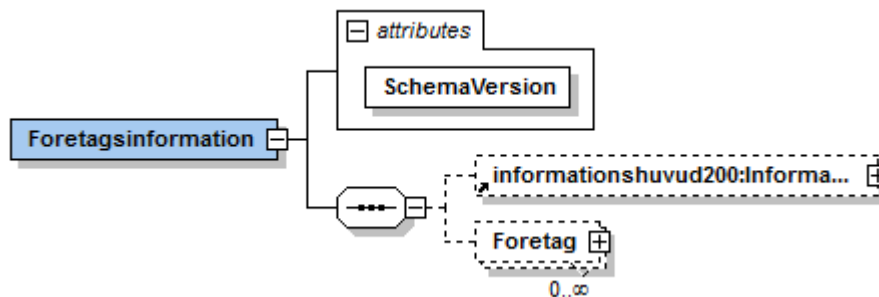 attributes
SchemaVersion
Foretagsinformation
informationshuvud200:Informa...
Foretag
0..∞